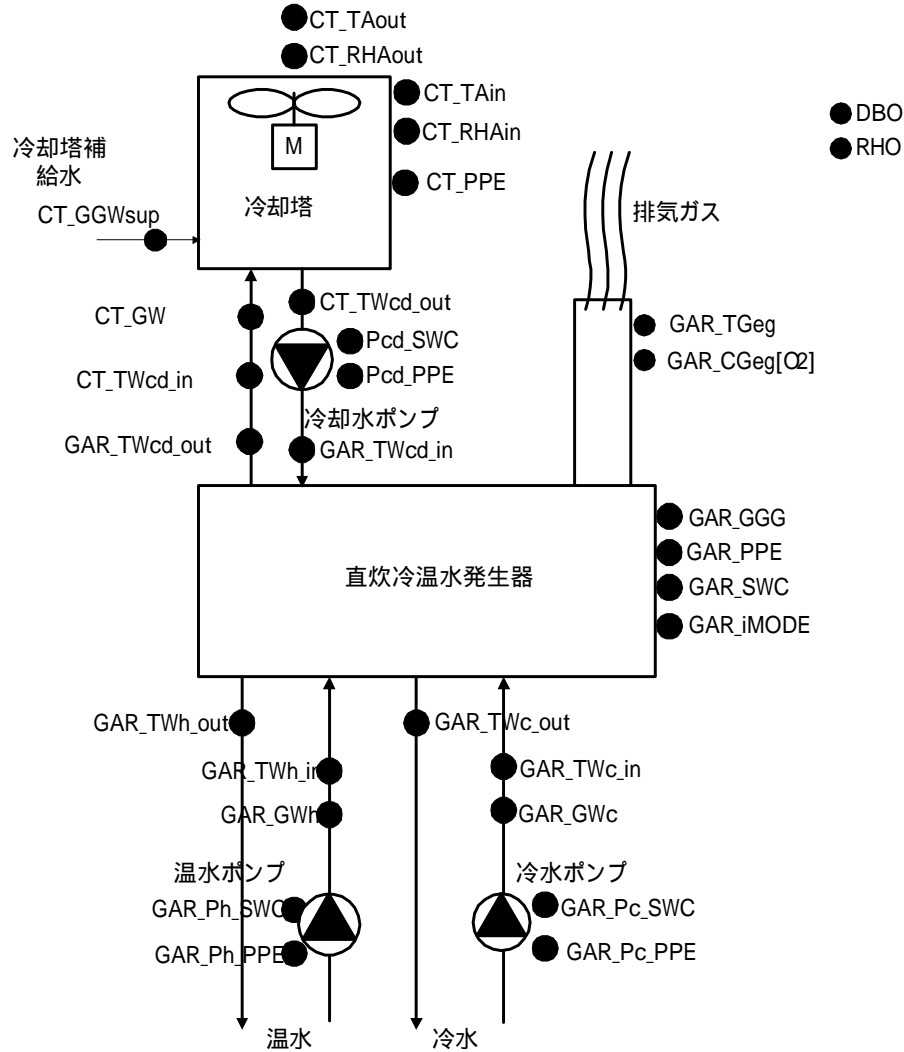 CT_TAout
CT_RHAout
CT_TAin
CT_RHAin
CT_PPE
DBO
RHO
M
冷却塔
冷却塔補
給水
CT_GGWsup
排気ガス
CT_GW
CT_TWcd_out
Pcd_SWC
Pcd_PPE
CT_TWcd_in
冷却水ポンプ
GAR_TWcd_out
GAR_TWcd_in
GAR_TGeg
GAR_CGeg[O2]
GAR_GGG
GAR_PPE
GAR_SWC
GAR_iMODE
直炊冷温水発生器
GAR_TWh_out
GAR_TWc_out
GAR_TWh_in
GAR_TWc_in
GAR_GWh
GAR_GWc
温水ポンプ
冷水ポンプ
GAR_Ph_SWC
GAR_Pc_SWC
GAR_Ph_PPE
GAR_Pc_PPE
温水
冷水